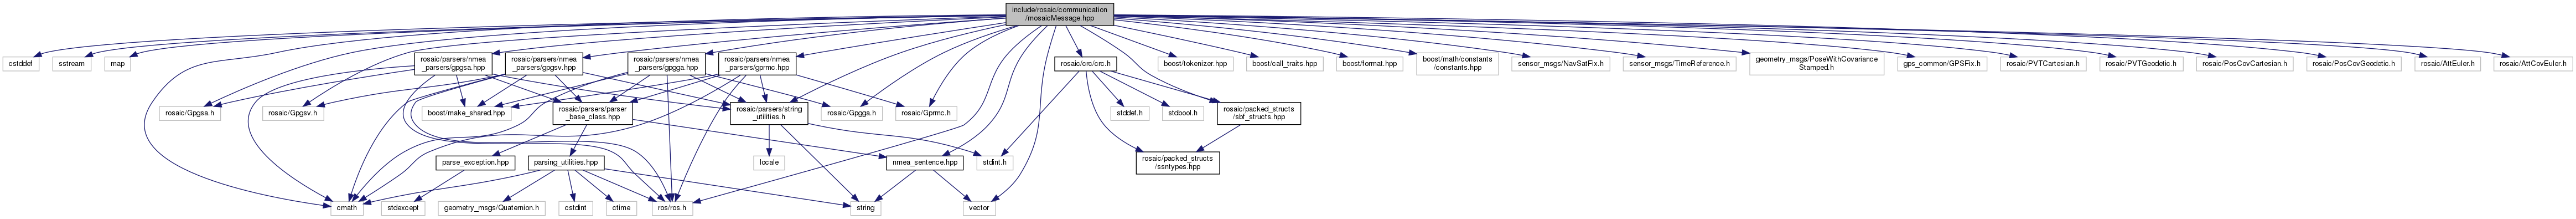 include/rosaic/communication
/mosaicMessage.hpp
cstddef
sstream
map
rosaic/parsers/nmea
_parsers/gpgsa.hpp
rosaic/parsers/nmea
_parsers/gpgsv.hpp
rosaic/parsers/nmea
_parsers/gpgga.hpp
rosaic/parsers/nmea
_parsers/gprmc.hpp
rosaic/crc/crc.h
boost/tokenizer.hpp
boost/call_traits.hpp
boost/format.hpp
boost/math/constants
/constants.hpp
sensor_msgs/NavSatFix.h
sensor_msgs/TimeReference.h
geometry_msgs/PoseWithCovariance
Stamped.h
gps_common/GPSFix.h
rosaic/PVTCartesian.h
rosaic/PVTGeodetic.h
rosaic/PosCovCartesian.h
rosaic/PosCovGeodetic.h
rosaic/AttEuler.h
rosaic/AttCovEuler.h
rosaic/Gpgsa.h
rosaic/Gpgsv.h
boost/make_shared.hpp
rosaic/parsers/parser
_base_class.hpp
rosaic/parsers/string
_utilities.h
rosaic/Gpgga.h
rosaic/Gprmc.h
stddef.h
stdbool.h
rosaic/packed_structs
/sbf_structs.hpp
parse_exception.hpp
parsing_utilities.hpp
locale
nmea_sentence.hpp
stdint.h
rosaic/packed_structs
/ssntypes.hpp
cmath
stdexcept
geometry_msgs/Quaternion.h
cstdint
ctime
ros/ros.h
string
vector